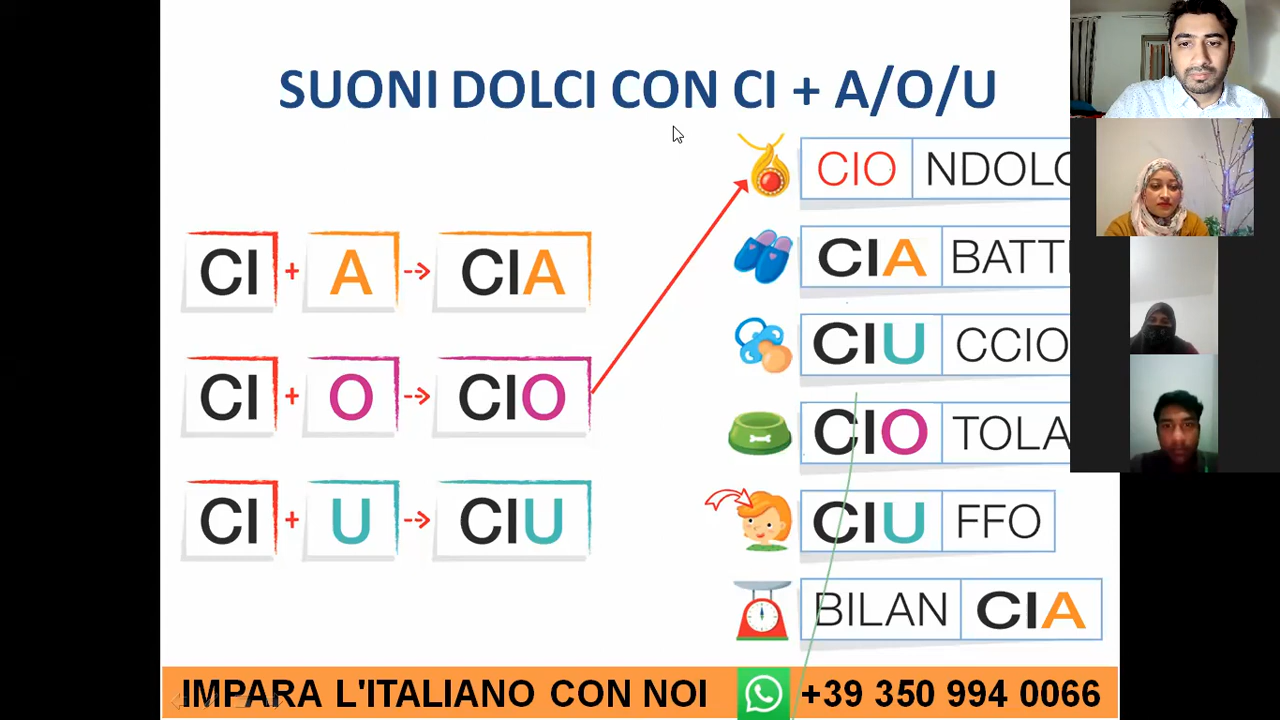 SUONI DOLCI CON CI + A/O/U
CI + A --> CIA
CI + O --> CIO
CI + U --> CIU
CIO NDOLO
CIA BATT
CIU CCIO
CIO TOLA
CIU FFO
BILAN CIA
IMPARA L'ITALIANO CON NOI +39 350 994 0066